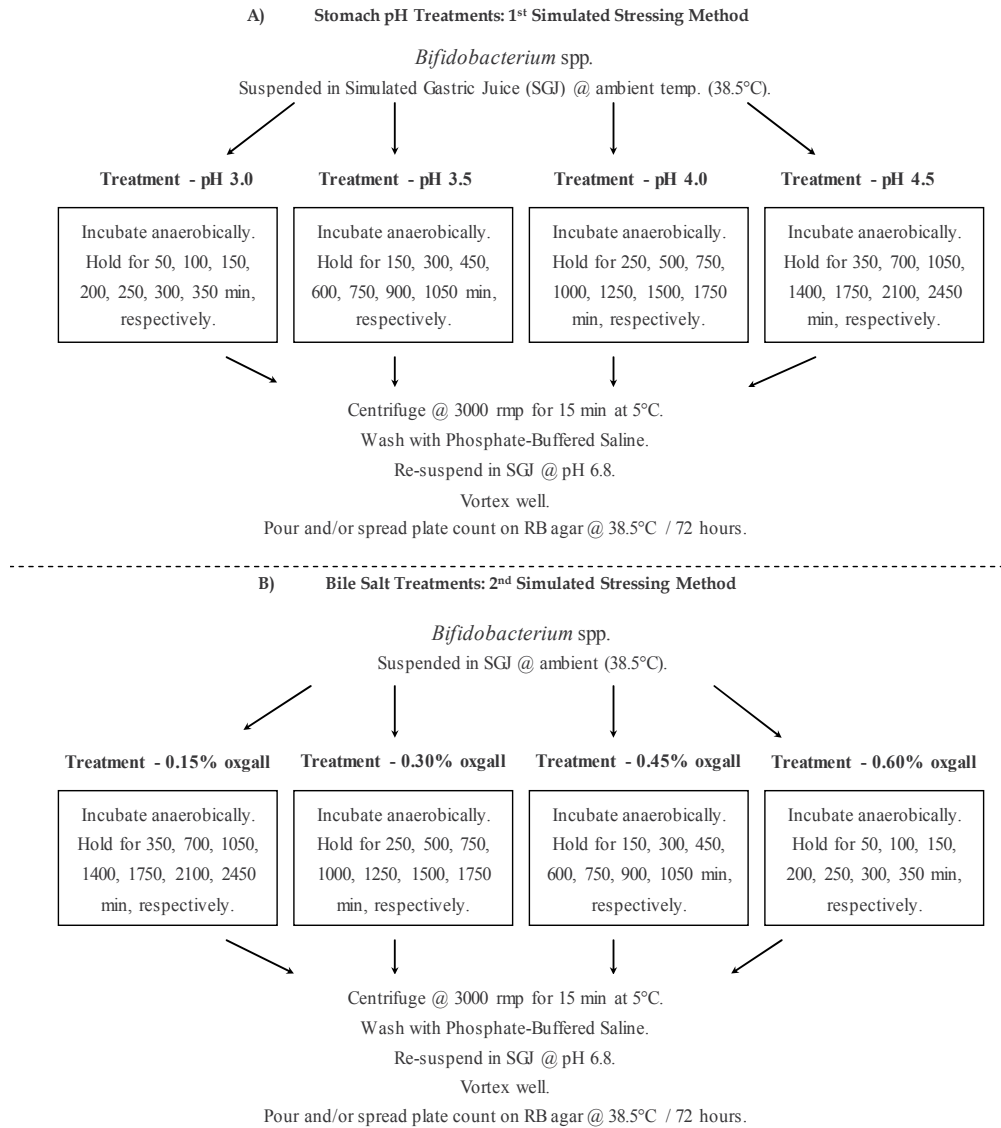 A) Stomach pH Treatments: 1st Simulated Stressing Method
Bifidobacterium spp.
Suspended in Simulated Gastric Juice (SGJ) @ ambient temp. (38.5°C).
Treatment - pH 3.0
Incubate anaerobically.
Hold for 50, 100, 150,
200, 250, 300, 350 min,
respectively.
Treatment - pH 3.5
Incubate anaerobically.
Hold for 150, 300, 450,
600, 750, 900, 1050 min,
respectively.
Treatment - pH 4.0
Incubate anaerobically.
Hold for 250, 500, 750,
1000, 1250, 1500, 1750
min, respectively.
Treatment - pH 4.5
Incubate anaerobically.
Hold for 350, 700, 1050,
1400, 1750, 2100, 2450
min, respectively.
Centrifuge @ 3000 rmp for 15 min at 5°C.
Wash with Phosphate-Buffered Saline.
Re-suspend in SGJ @ pH 6.8.
Vortex well.
Pour and/or spread plate count on RB agar @ 38.5°C / 72 hours.
B) Bile Salt Treatments: 2nd Simulated Stressing Method
Bifidobacterium spp.
Suspended in SGJ @ ambient (38.5°C).
Treatment - 0.15% oxgall
Incubate anaerobically.
Hold for 350, 700, 1050,
1400, 1750, 2100, 2450
min, respectively.
Treatment - 0.30% oxgall
Incubate anaerobically.
Hold for 250, 500, 750,
1000, 1250, 1500, 1750
min, respectively.
Treatment - 0.45% oxgall
Incubate anaerobically.
Hold for 150, 300, 450,
600, 750, 900, 1050 min,
respectively.
Treatment - 0.60% oxgall
Incubate anaerobically.
Hold for 50, 100, 150,
200, 250, 300, 350 min,
respectively.
Centrifuge @ 3000 rmp for 15 min at 5°C.
Wash with Phosphate-Buffered Saline.
Re-suspend in SGJ @ pH 6.8.
Vortex well.
Pour and/or spread plate count on RB agar @ 38.5°C / 72 hours.